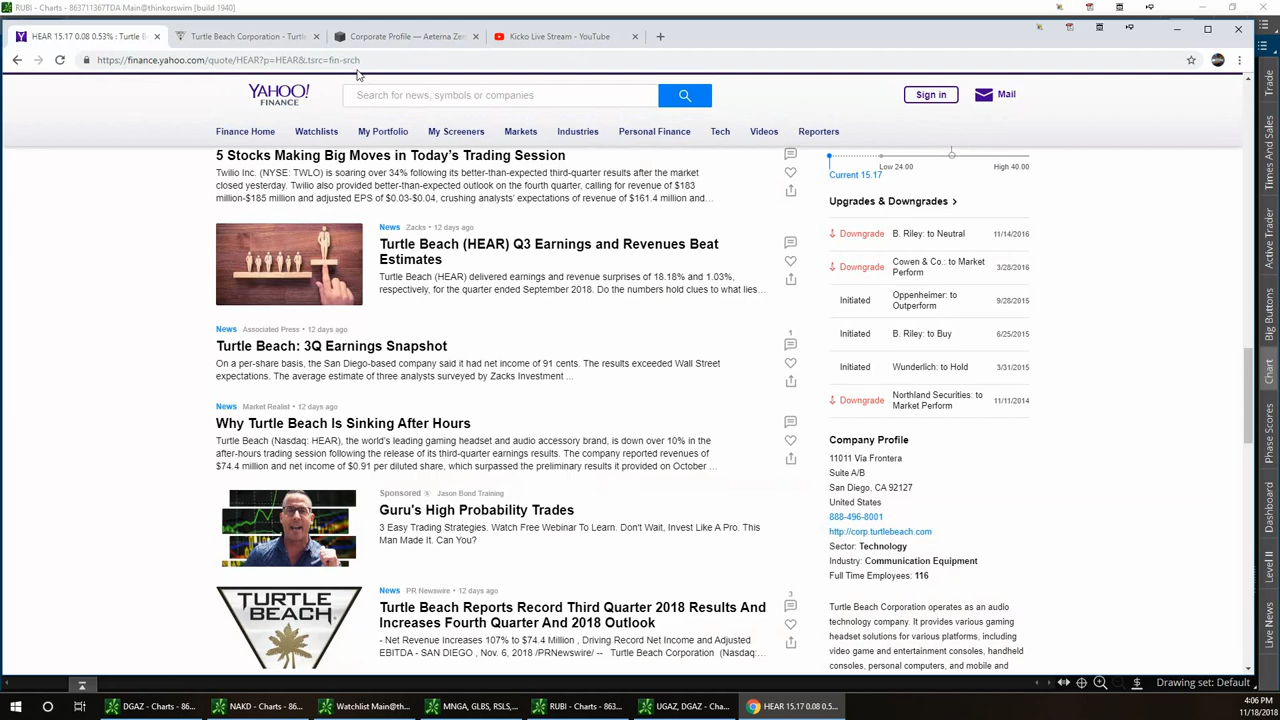 RUBI - Charts - 863711367TDA Main@thinkorswim [build 1940]
HEAR 15.17 0.08 0.53% : Turtle B
Turtle Beach Corporation - Turtle
Corporate Profile — Aeterna Zen
Kicko Live Stream - YouTube
https://finance.yahoo.com/quote/HEAR?p=HEAR&.tsrc=fin-srch
YAHOO!
FINANCE
Search for news, symbols or companies
Sign in
Mail
Finance Home
Watchlists
My Portfolio
My Screeners
Markets
Industries
Personal Finance
Tech
Videos
Reporters
5 Stocks Making Big Moves in Today's Trading Session
Twilio Inc. (NYSE: TWLO) is soaring over 34% following its better-than-expected third-quarter results after the market
closed yesterday. Twilio also provided better-than-expected outlook on the fourth quarter, calling for revenue of $183
million-$185 million and adjusted EPS of $0.03-$0.04, crushing analysts' expectations of revenue of $161.4 million and...
News Zacks • 12 days ago
Turtle Beach (HEAR) Q3 Earnings and Revenues Beat
Estimates
Turtle Beach (HEAR) delivered earnings and revenue surprises of 18.18% and 1.03%,
respectively, for the quarter ended September 2018. Do the numbers hold clues to what lies...
News Associated Press • 12 days ago
1
Turtle Beach: 3Q Earnings Snapshot
On a per-share basis, the San Diego-based company said it had net income of 91 cents. The results exceeded Wall Street
expectations. The average estimate of three analysts surveyed by Zacks Investment ...
News Market Realist • 12 days ago
Why Turtle Beach Is Sinking After Hours
Turtle Beach (Nasdaq: HEAR), the world's leading gaming headset and audio accessory brand, is down over 10% in the
after-hours trading session following the release of its third-quarter earnings results. The company reported revenues of
$74.4 million and net income of $0.91 per diluted share, which surpassed the preliminary results it provided on October ...
Sponsored Jason Bond Training
Guru's High Probability Trades
3 Easy Trading Strategies. Watch Free Webinar To Learn. Don't Wait, Invest Like A Pro. This
Man Made It. Can You?
TURTLE
BEACH
News PR Newswire • 12 days ago
3
Turtle Beach Reports Record Third Quarter 2018 Results And
Increases Fourth Quarter And 2018 Outlook
- Net Revenue Increases 107% to $74.4 Million , Driving Record Net Income and Adjusted
EBITDA - SAN DIEGO , Nov. 6, 2018 /PRNewswire/ -- Turtle Beach Corporation (Nasdaq:...
Low 24.00
High 40.00
Current 15.17
Upgrades & Downgrades >
Downgrade B. Riley: to Neutral 11/14/2016
Downgrade Cowen & Co.: to Market
Perform 3/28/2016
Initiated Oppenheimer: to
Outperform 9/28/2015
Initiated B. Riley: to Buy 6/25/2015
Initiated Wunderlich: to Hold 3/31/2015
Downgrade Northland Securities: to
Market Perform 11/11/2014
Company Profile
11011 Via Frontera
Suite A/B
San Diego, CA 92127
United States
888-496-8001
http://corp.turtlebeach.com
Sector: Technology
Industry: Communication Equipment
Full Time Employees: 116
Turtle Beach Corporation operates as an audio
technology company. It provides various gaming
headset solutions for various platforms, including
video game and entertainment consoles, handheld
consoles, personal computers, and mobile and
Trade
Times And Sales
Active Trader
Big Buttons
Chart
Phase Scores
Dashboard
Level II
Live News
Drawing set: Default
DGAZ - Charts - 86...
NAKD - Charts - 86...
Watchlist Main@th...
MNGA, GLBS, RSLS,...
RUBI - Charts - 863...
UGAZ, DGAZ - Cha...
HEAR 15.17 0.08 0.5...
4:06 PM
11/18/2018